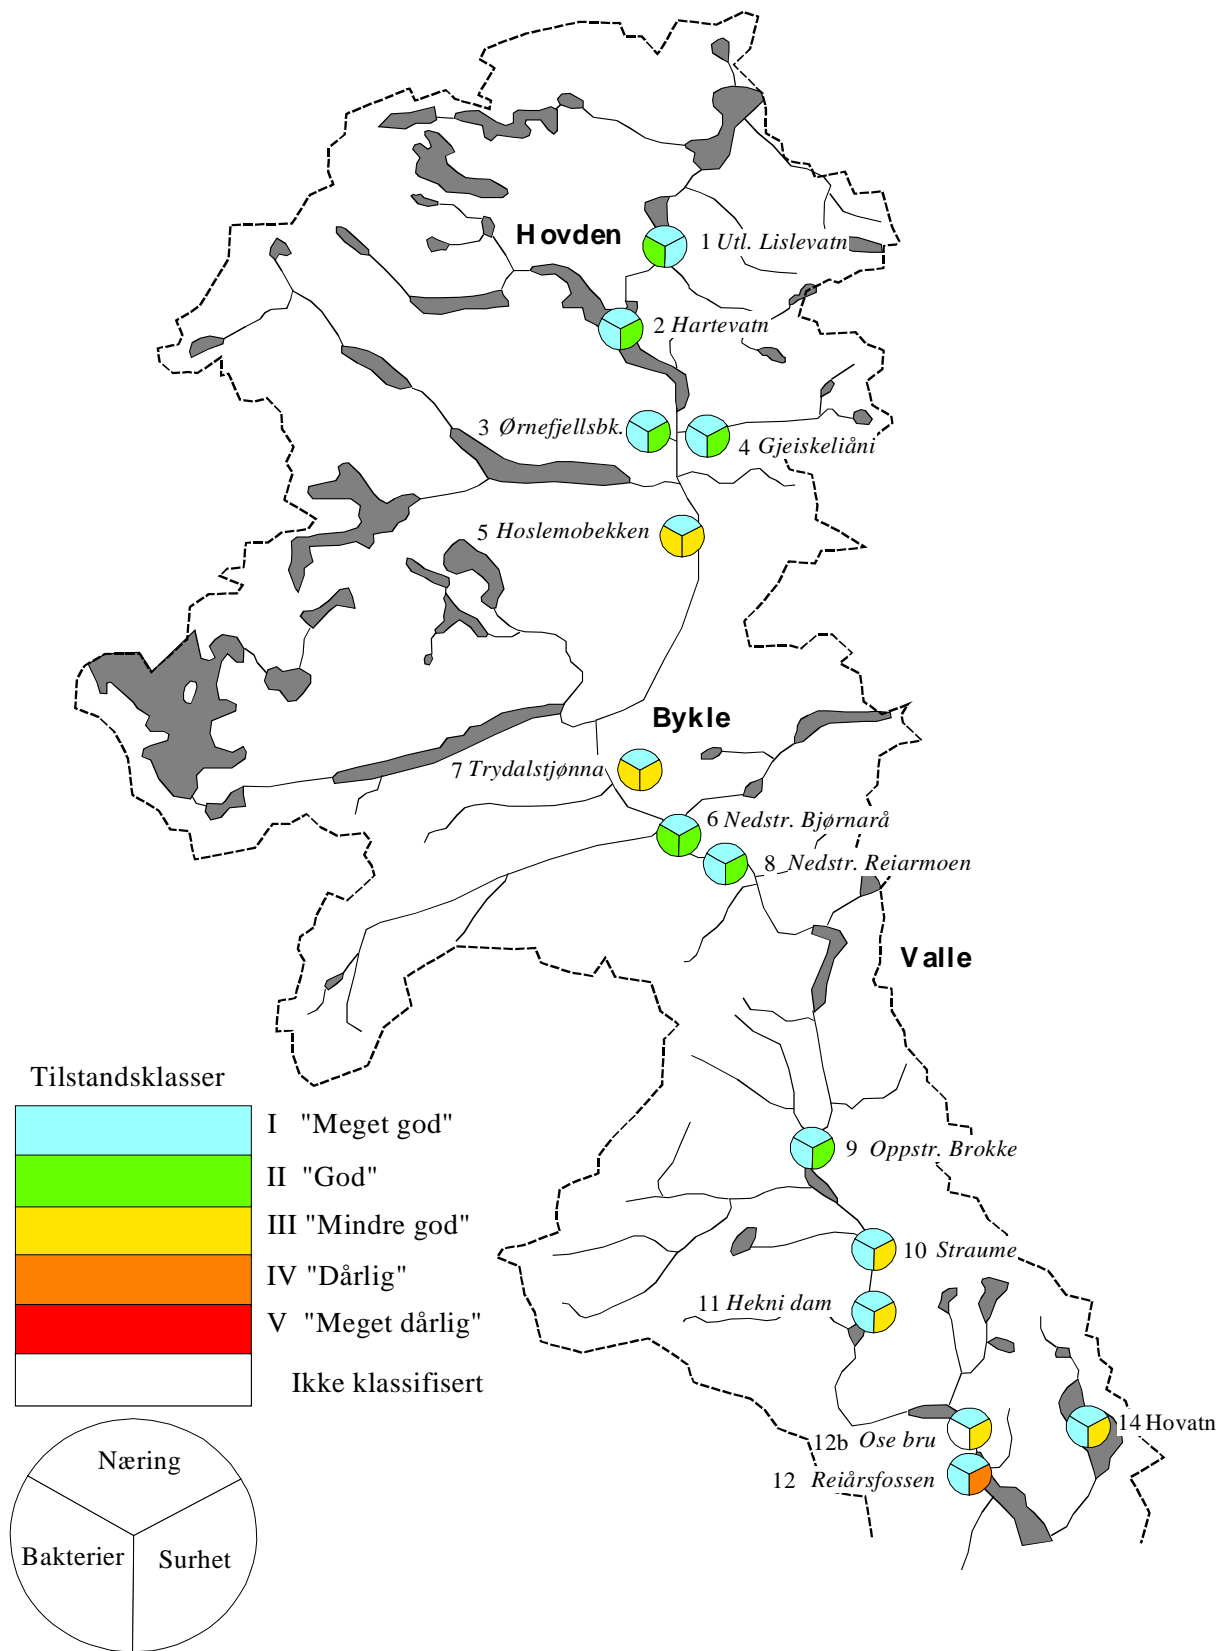 Hovden
1 Utl. Lislevatn
2 Hartevatn
3 Ørnefjellsbk.
4 Gjeiskeliåni
5 Hoslemobekken
Bykle
7 Trydalstjønna
6 Nedstr. Bjørnarå
8 Nedstr. Reiarmoen
Valle
Tilstandsklasser
I "Meget god"
II "God"
III "Mindre god"
IV "Dårlig"
V "Meget dårlig"
Ikke klassifisert
9 Oppstr. Brokke
10 Straume
11 Hekni dam
12b Ose bru
14 Hovatn
12 Reiårsfossen
Næring
Bakterier
Surhet